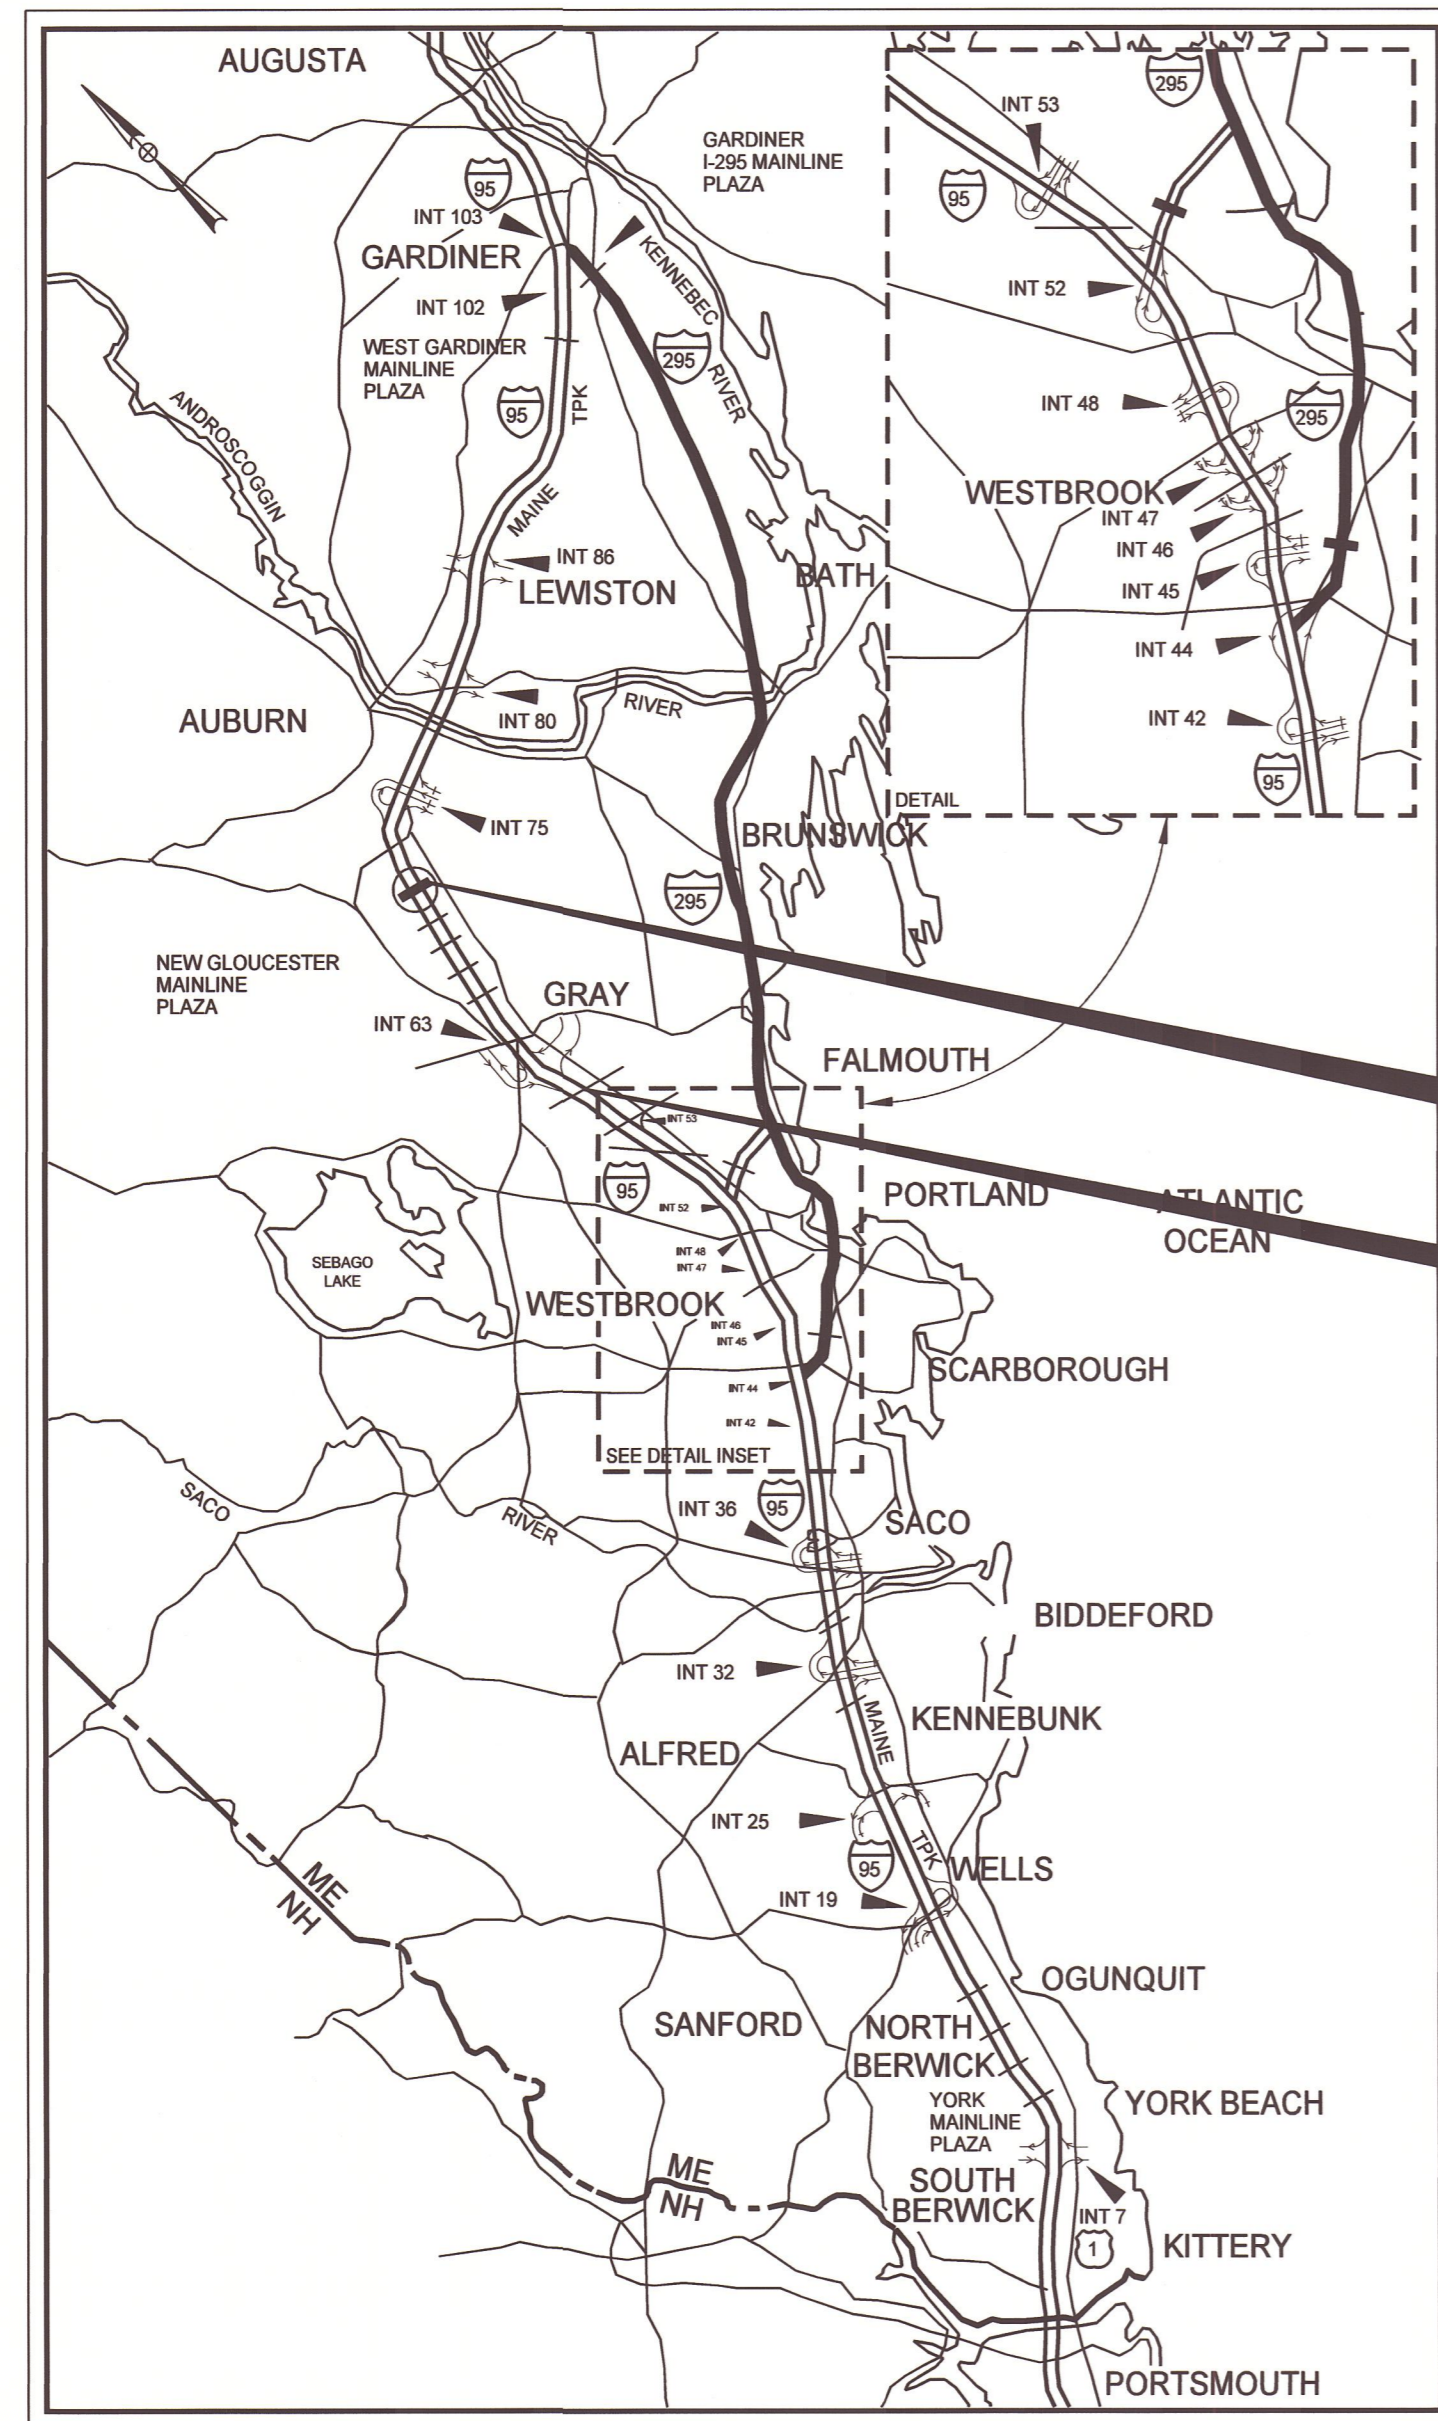 AUGUSTA
GARDINER
I-295 MAINLINE
PLAZA
95
INT 103
GARDINER
INT 102
KENNEBEC
RIVER
WEST GARDINER
MAINLINE
PLAZA
295
95
TPK
MAINE
ANDROSCOGGIN
INT 86
LEWISTON
BATH
AUBURN
INT 80
RIVER
INT 75
BRUNSWICK
295
NEW GLOUCESTER
MAINLINE
PLAZA
INT 63
GRAY
FALMOUTH
INT 53
95
INT 52
PORTLAND
ATLANTIC
OCEAN
INT 48
INT 47
SEBAGO
LAKE
WESTBROOK
INT 46
INT 45
SCARBOROUGH
INT 44
INT 42
SEE DETAIL INSET
SACO
RIVER
INT 36
95
SACO
BIDDEFORD
INT 32
MAINE
KENNEBUNK
ALFRED
INT 25
TPK
95
WELLS
INT 19
ME
NH
OGUNQUIT
SANFORD
NORTH
BERWICK
YORK
MAINLINE
PLAZA
YORK BEACH
ME
NH
SOUTH
BERWICK
INT 7
1
KITTERY
PORTSMOUTH
295
INT 53
95
INT 52
INT 48
295
WESTBROOK
INT 47
INT 46
INT 45
INT 44
INT 42
95
DETAIL